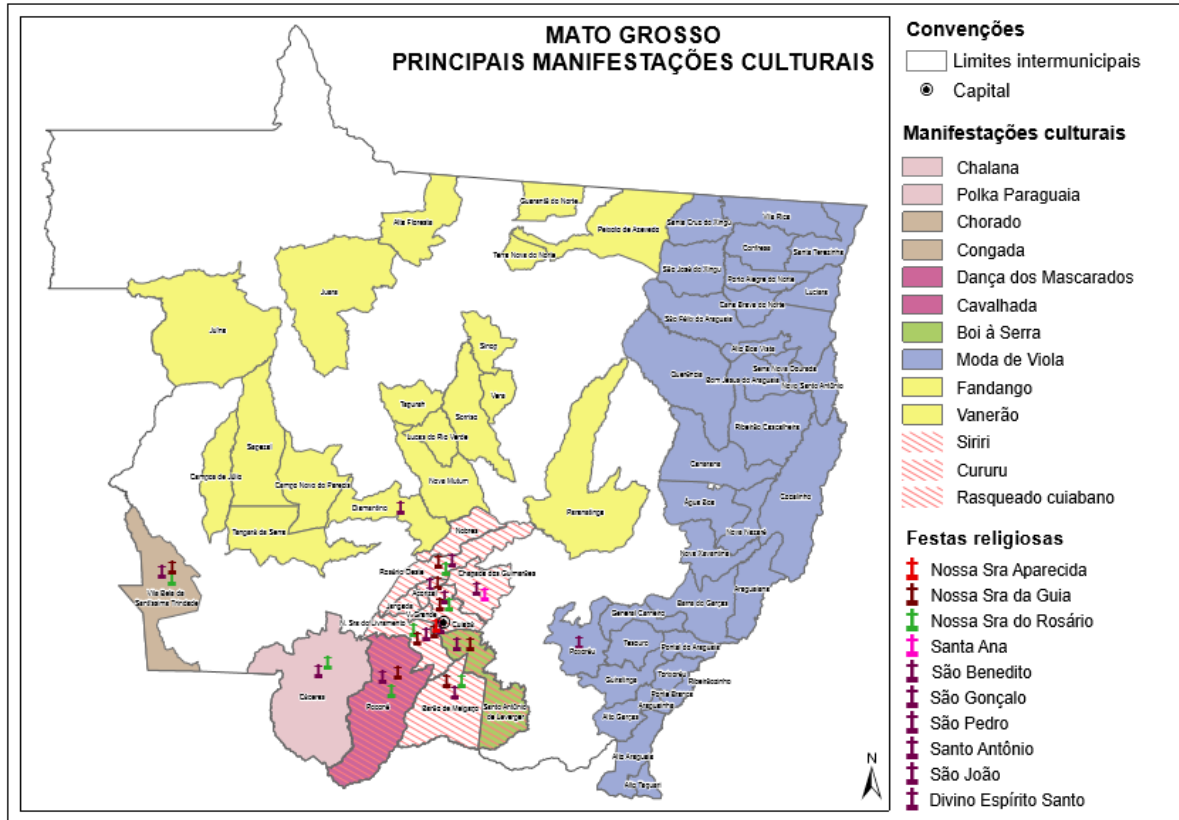 MATO GROSSO
PRINCIPAIS MANIFESTAÇÕES CULTURAIS
Guarantã do Norte
Alta Floresta
Peixoto de Azevedo
Santa Cruz do Xingu
Vila Rica
Terra Nova do Norte
Confresa
Santa Terezinha
São José do Xingu
Porto Alegre do Norte
Juara
Luciara
Cana Brava do Norte
São Félix do Araguaia
Juína
Sinop
Alto Boa Vista
Serra Nova Dourada
Querência
Bom Jesus do Araguaia
Novo Santo Antônio
Vera
Tapurah
Sorriso
Ribeirão Cascalheira
Lucas do Rio Verde
Sapezal
Canarana
Campos de Júlio
Campo Novo do Parecis
Nova Mutum
Cocalinho
Água Boa
Diamantino
Paranatinga
Nova Nazaré
Tangará da Serra
Nobres
Nova Xavantina
Rosário Oeste
Chapada dos Guimarães
Araguaiana
Vila Bela da
Santíssima Trindade
Acorizal
Jangada
Barra do Garças
General Carneiro
V. Grande
N. Sra do Livramento
Cuiabá
Poxoréu
Tesouro
Pontal do Araguaia
Torixoréu
Ribeirãozinho
Guiratinga
Cáceres
Poconé
Barão de Melgaço
Santo Antônio
de Leverger
Ponte Branca
Araguainha
Alto Garças
Alto Araguaia
Alto Taquari
N
Convenções
Limites intermunicipais
Capital
Manifestações culturais
Chalana
Polka Paraguaia
Chorado
Congada
Dança dos Mascarados
Cavalhada
Boi à Serra
Moda de Viola
Fandango
Vanerão
Siriri
Cururu
Rasqueado cuiabano
Festas religiosas
Nossa Sra Aparecida
Nossa Sra da Guia
Nossa Sra do Rosário
Santa Ana
São Benedito
São Gonçalo
São Pedro
Santo Antônio
São João
Divino Espírito Santo